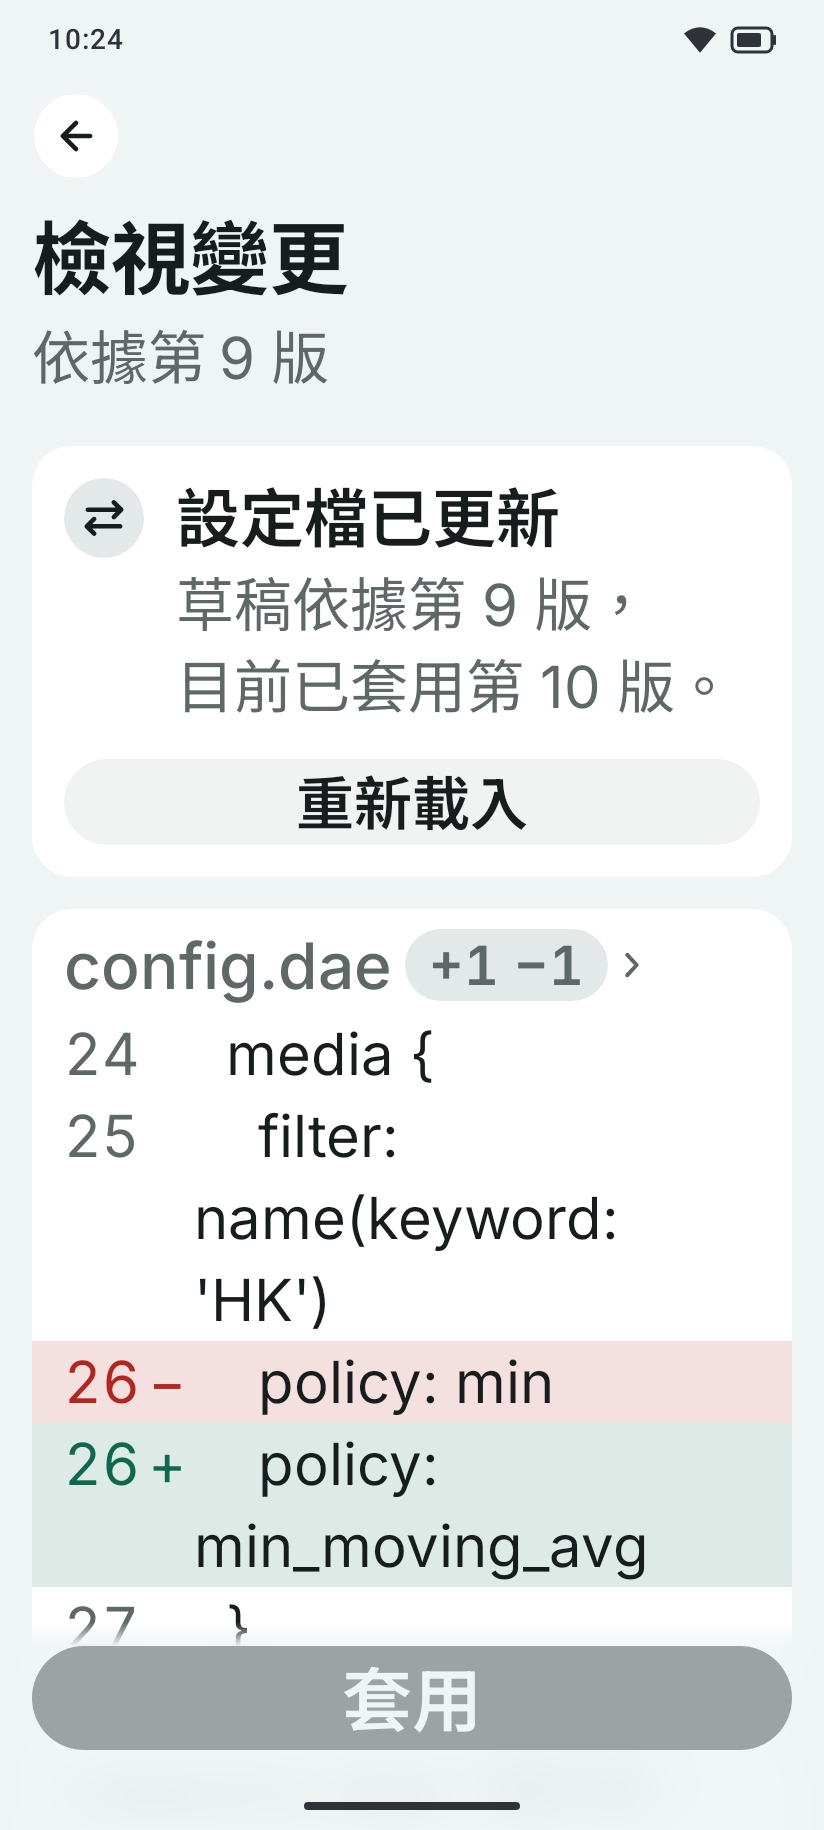 10:24
檢視變更
依據第 9 版
設定檔已更新
草稿依據第 9 版，
目前已套用第 10 版。
重新載入
config.dae +1 −1
24 media {
25 filter:
name(keyword:
'HK')
26 − policy: min
26 + policy:
min_moving_avg
27 }
套用